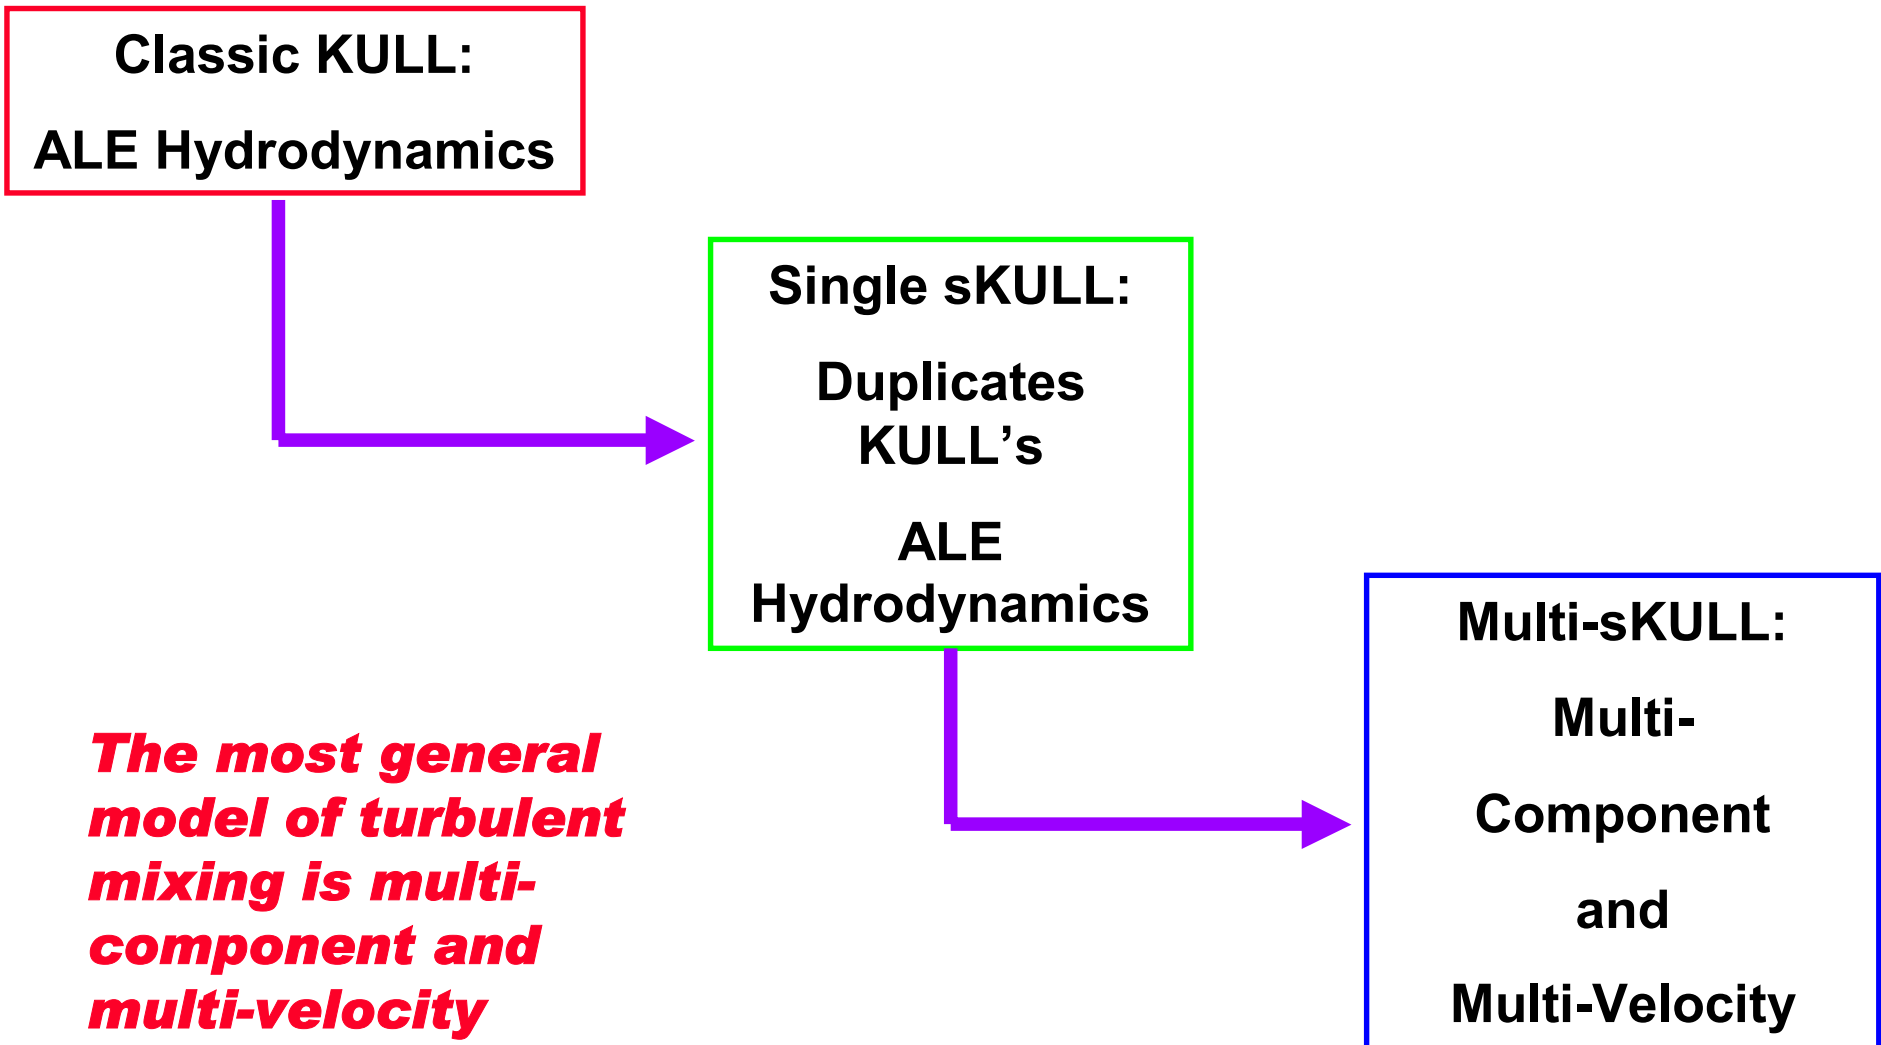 Classic KULL:
ALE Hydrodynamics
Single sKULL:
Duplicates
KULL’s
ALE
Hydrodynamics
Multi-sKULL:
Multi-
Component
and
Multi-Velocity
The most general
model of turbulent
mixing is multi-
component and
multi-velocity